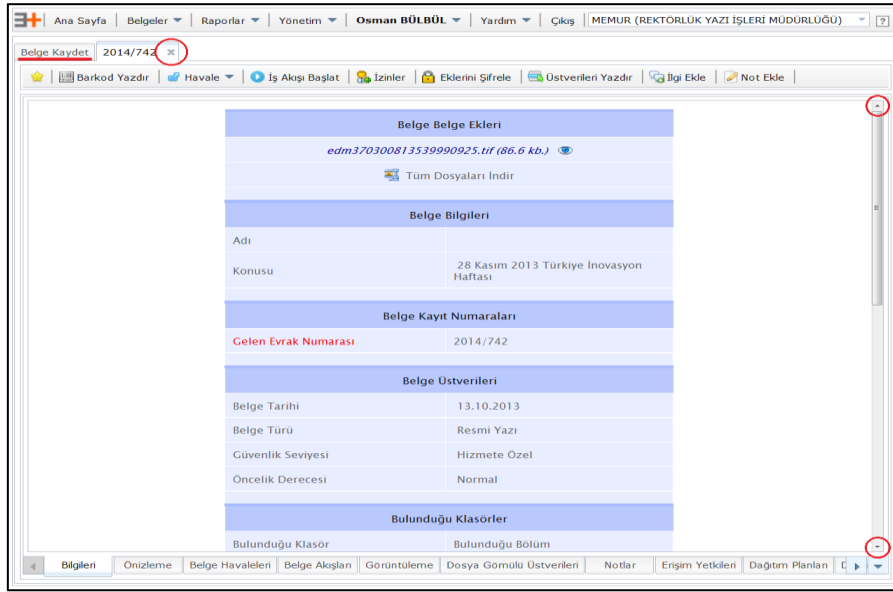 Ana Sayfa Belgeler Raporlar Yönetim Osman BÜLBÜL Yardım Çıkış MEMUR (REKTÖRLÜK YAZI İŞLERİ MÜDÜRLÜĞÜ) ?
Belge Kaydet 2014/742 x
Barkod Yazdır Havale İş Akışı Başlat İzinler Eklerini Şifrele Üstverileri Yazdır İlgi Ekle Not Ekle
Belge Belge Ekleri
edm370300813539990925.tif (86.6 kb.)
Tüm Dosyaları İndir
Belge Bilgileri
Adı
Konusu 28 Kasım 2013 Türkiye İnovasyon
Haftası
Belge Kayıt Numaraları
Gelen Evrak Numarası 2014/742
Belge Üstverileri
Belge Tarihi 13.10.2013
Belge Türü Resmi Yazı
Güvenlik Seviyesi Hizmete Özel
Öncelik Derecesi Normal
Bulunduğu Klasörler
Bulunduğu Klasör Bulunduğu Bölüm
Bilgileri Önizleme Belge Havaleleri Belge Akışları Görüntüleme Dosya Gömülü Üstverileri Notlar Erişim Yetkileri Dağıtım Planları